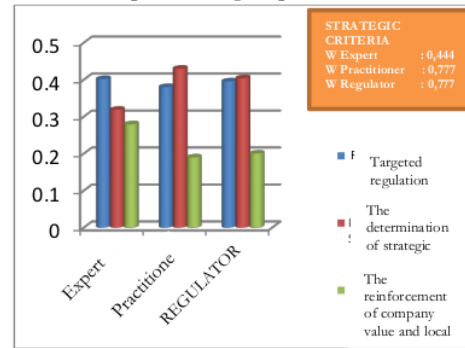 STRATEGIC
CRITERIA
W Expert : 0,444
W Practitioner : 0,777
W Regulator : 0,777
0.5
0.4
0.3
0.2
0.1
0
Expert
Practitione
REGULATOR
Targeted
regulation
The
determination
of strategic
The
reinforcement
of company
value and local